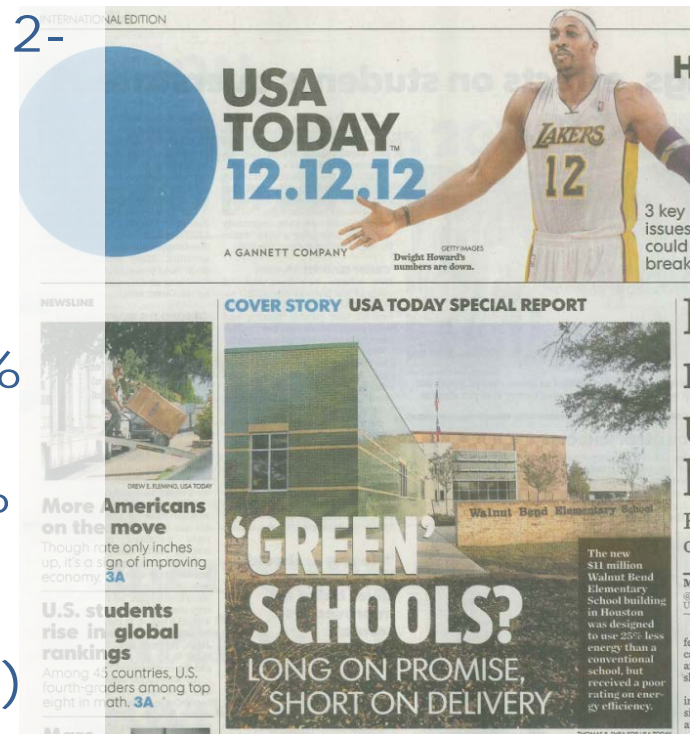 2-
INTERNATIONAL EDITION
USA
TODAY™
12.12.12
A GANNETT COMPANY
LAKERS
12
GETTY IMAGES
Dwight Howard's
numbers are down.
H
3 key
issues
could
break
NEWSLINE
DREW E. FLEMING, USA TODAY
More Americans
on the move
Though rate only inches
up, it's a sign of improving
economy. 3A
U.S. students
rise in global
rankings
Among 45 countries, U.S.
fourth-graders among top
eight in math. 3A
COVER STORY USA TODAY SPECIAL REPORT
Walnut Bend Elementary School
'GREEN'
SCHOOLS?
LONG ON PROMISE,
SHORT ON DELIVERY
The new
$11 million
Walnut Bend
Elementary
School building
in Houston
was designed
to use 25% less
energy than a
conventional
school, but
received a poor
rating on ener-
gy efficiency.
%
)